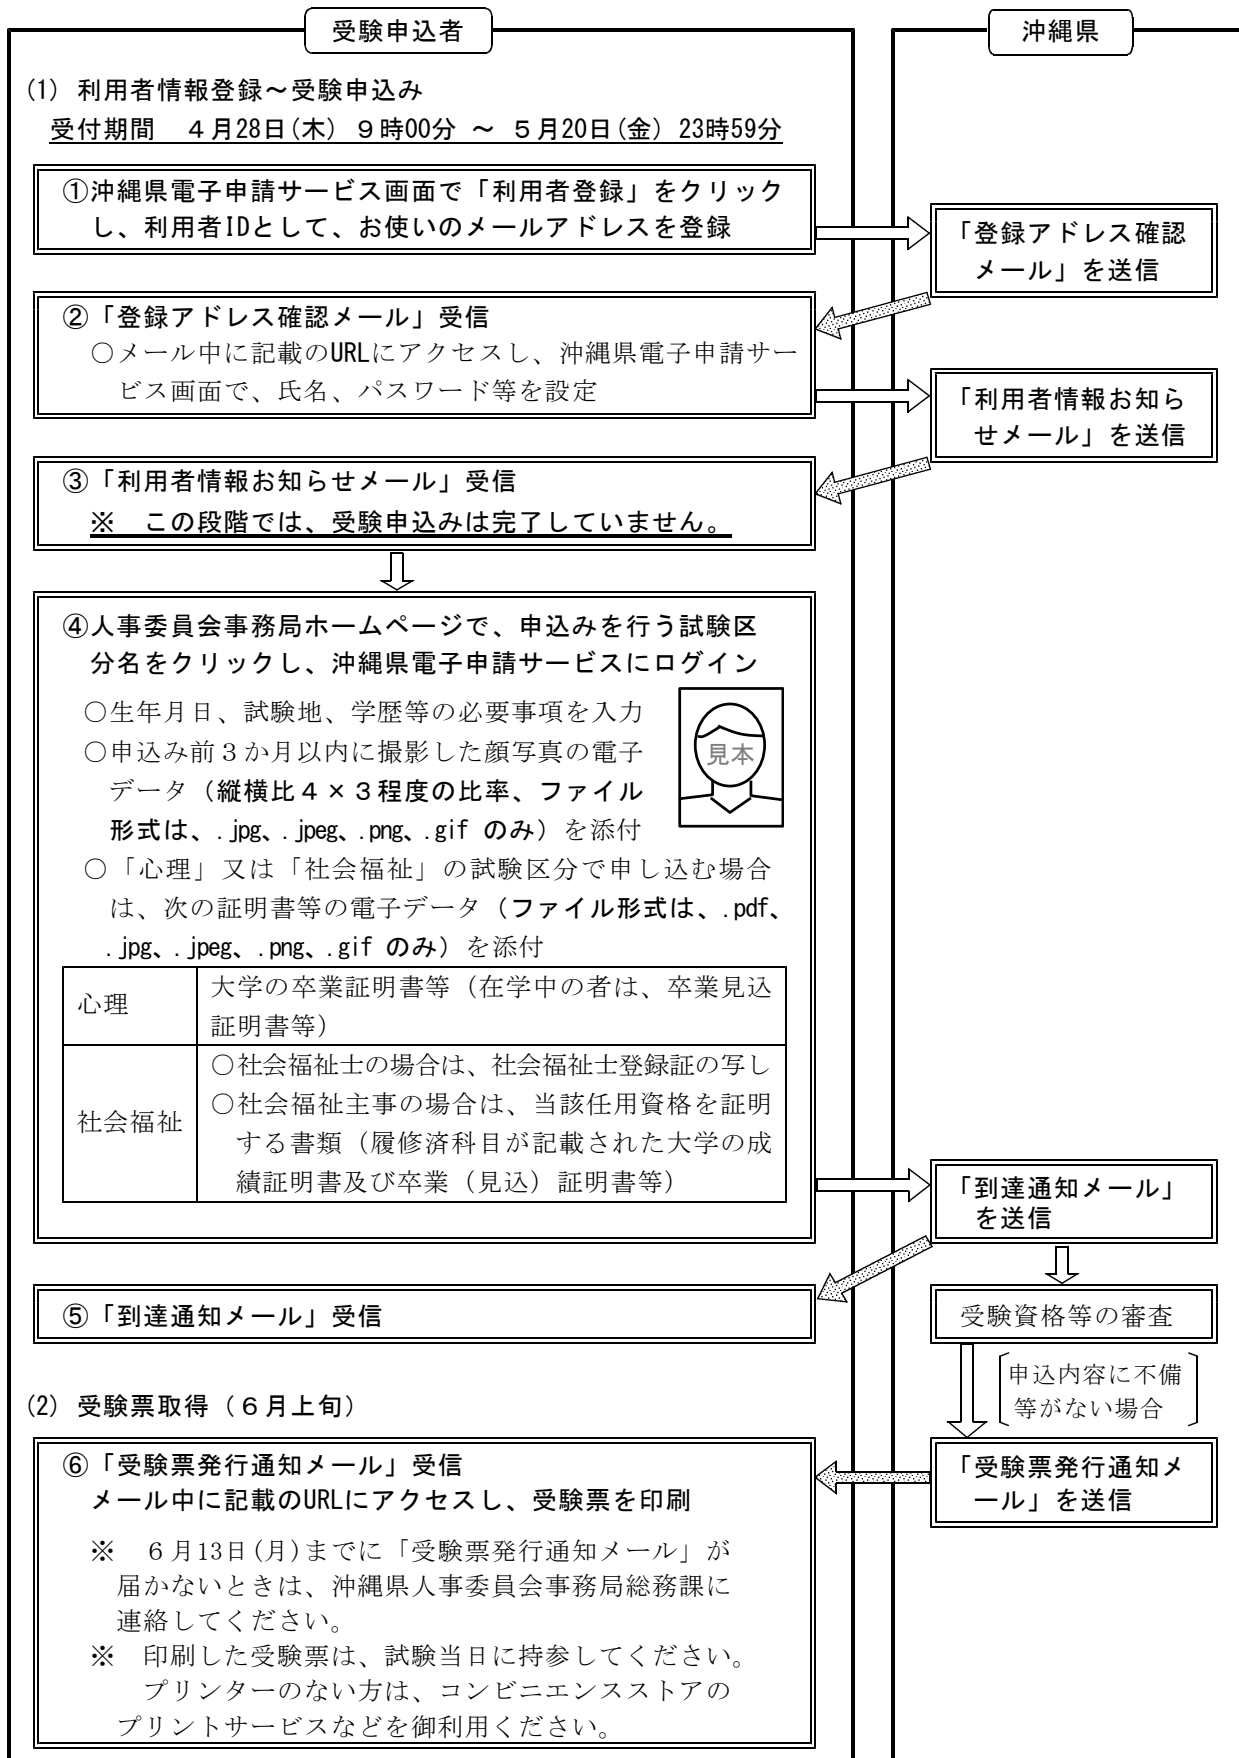 受験申込者
沖縄県
(1) 利用者情報登録～受験申込み
受付期間　４月28日(木) ９時00分 ～ ５月20日(金) 23時59分
①沖縄県電子申請サービス画面で「利用者登録」をクリック
し、利用者IDとして、お使いのメールアドレスを登録
「登録アドレス確認
メール」を送信
②「登録アドレス確認メール」受信
○メール中に記載のURLにアクセスし、沖縄県電子申請サー
ビス画面で、氏名、パスワード等を設定
「利用者情報お知ら
せメール」を送信
③「利用者情報お知らせメール」受信
※　この段階では、受験申込みは完了していません。
④人事委員会事務局ホームページで、申込みを行う試験区
分名をクリックし、沖縄県電子申請サービスにログイン
○生年月日、試験地、学歴等の必要事項を入力
○申込み前３か月以内に撮影した顔写真の電子
データ（縦横比４×３程度の比率、ファイル
形式は、.jpg、.jpeg、.png、.gif のみ）を添付
見本
○「心理」又は「社会福祉」の試験区分で申し込む場合
は、次の証明書等の電子データ（ファイル形式は、.pdf、
.jpg、.jpeg、.png、.gif のみ）を添付
心理
大学の卒業証明書等（在学中の者は、卒業見込
証明書等）
社会福祉
○社会福祉士の場合は、社会福祉士登録証の写し
○社会福祉主事の場合は、当該任用資格を証明
する書類（履修済科目が記載された大学の成
績証明書及び卒業（見込）証明書等）
「到達通知メール」
を送信
⑤「到達通知メール」受信
受験資格等の審査
申込内容に不備
等がない場合
(2) 受験票取得（６月上旬）
⑥「受験票発行通知メール」受信
メール中に記載のURLにアクセスし、受験票を印刷
「受験票発行通知メ
ール」を送信
※　６月13日(月)までに「受験票発行通知メール」が
届かないときは、沖縄県人事委員会事務局総務課に
連絡してください。
※　印刷した受験票は、試験当日に持参してください。
プリンターのない方は、コンビニエンスストアの
プリントサービスなどを御利用ください。